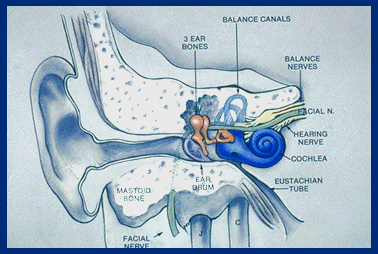 BALANCE CANALS
3 EAR
BONES
BALANCE
NERVES
FACIAL N.
HEARING
NERVE
COCHLEA
EUSTACHIAN
TUBE
EAR
DRUM
MASTOID
BONE
FACIAL
NERVE
J
C